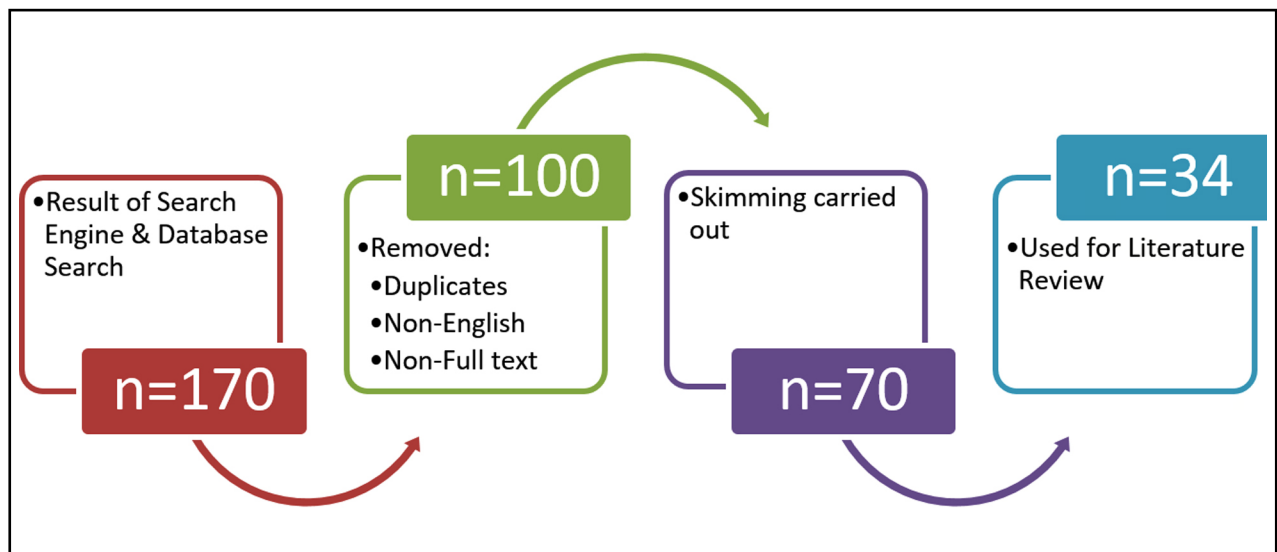 •Result of Search
Engine & Database
Search
n=170
n=100
•Removed:
•Duplicates
•Non-English
•Non-Full text
•Skimming carried
out
n=70
n=34
•Used for Literature
Review